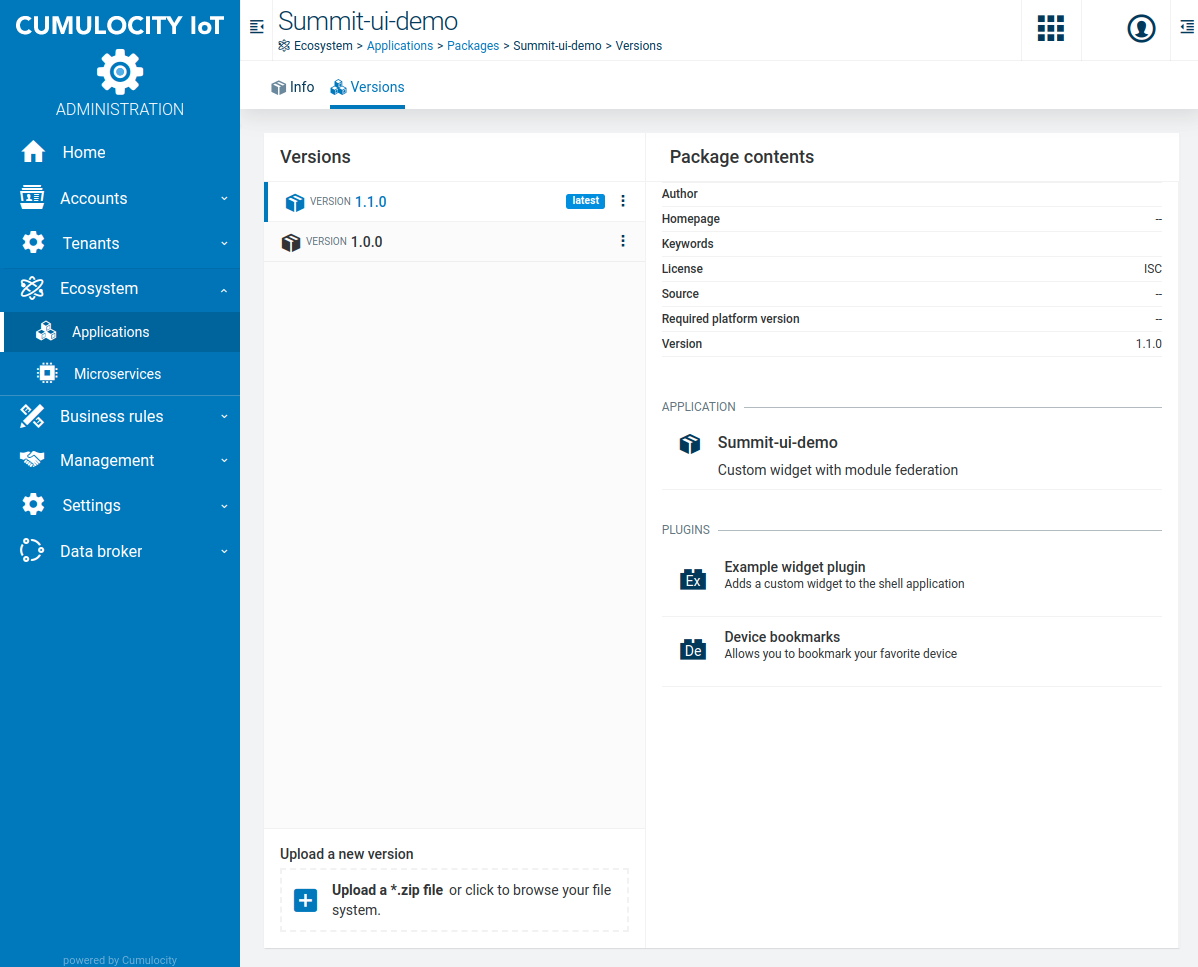 CUMULOCITY IoT
ADMINISTRATION
Home
Accounts
Tenants
Ecosystem
Applications
Microservices
Business rules
Management
Settings
Data broker
powered by Cumulocity
Summit-ui-demo
Ecosystem > Applications > Packages > Summit-ui-demo > Versions
Info
Versions
Versions
VERSION 1.1.0
latest
VERSION 1.0.0
Upload a new version
Upload a *.zip file or click to browse your file
system.
Package contents
Author
Homepage --
Keywords
License ISC
Source --
Required platform version --
Version 1.1.0
APPLICATION
Summit-ui-demo
Custom widget with module federation
PLUGINS
Ex
Example widget plugin
Adds a custom widget to the shell application
De
Device bookmarks
Allows you to bookmark your favorite device